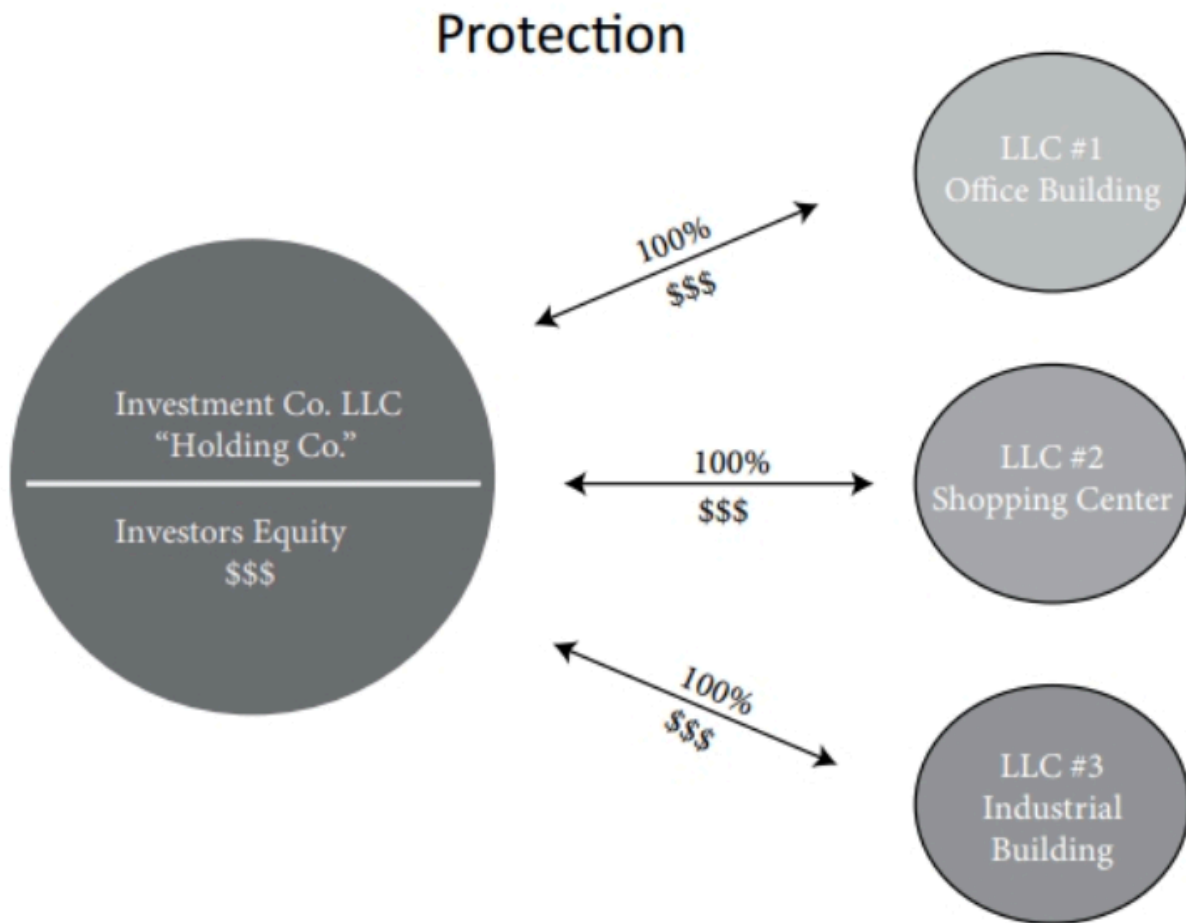 Protection
Investment Co. LLC
“Holding Co.”
Investors Equity
$$$
100%
$$$
100%
$$$
100%
$$$
LLC #1
Office Building
LLC #2
Shopping Center
LLC #3
Industrial
Building